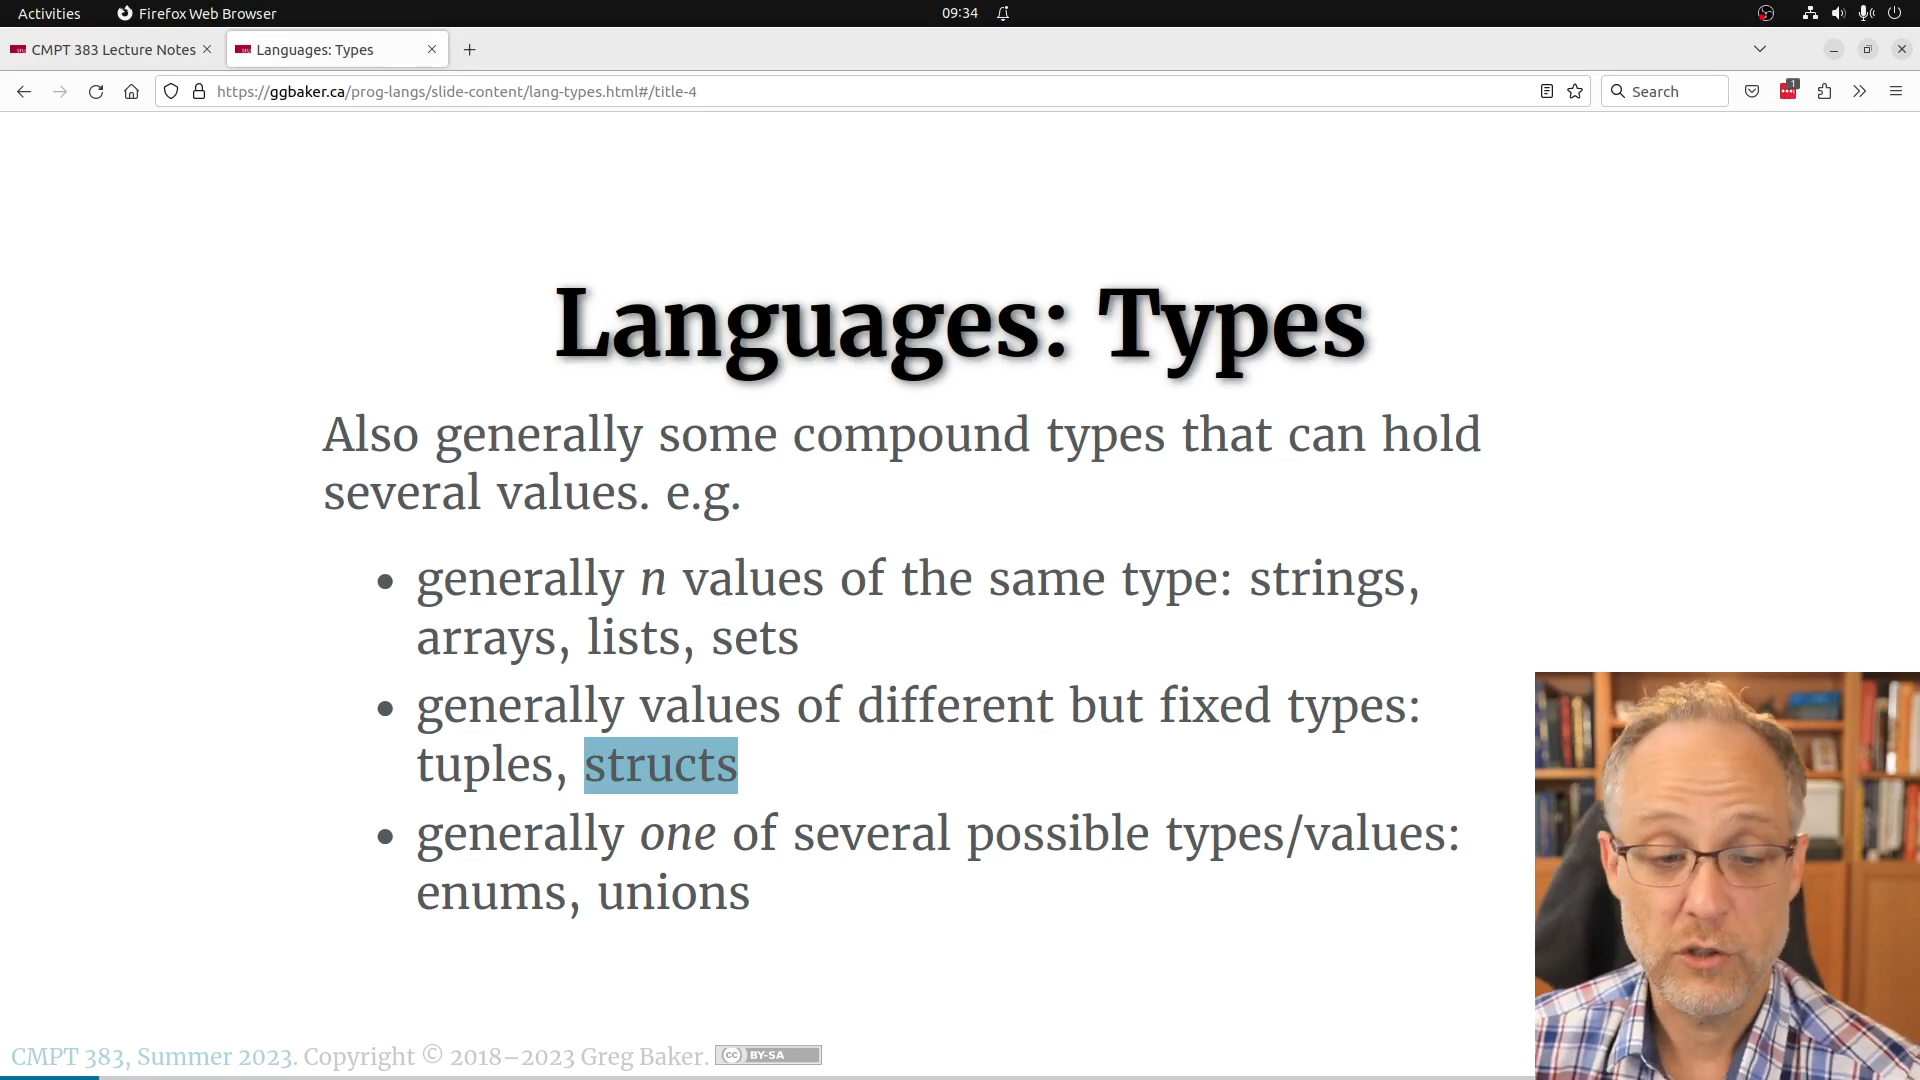 Activities Firefox Web Browser 09:34
CMPT 383 Lecture Notes Languages: Types
https://ggbaker.ca/prog-langs/slide-content/lang-types.html#/title-4 Search 1
Languages: Types
Also generally some compound types that can hold
several values. e.g.
generally n values of the same type: strings,
arrays, lists, sets
generally values of different but fixed types:
tuples, structs
generally one of several possible types/values:
enums, unions
CMPT 383, Summer 2023. Copyright © 2018–2023 Greg Baker. cc BY-SA